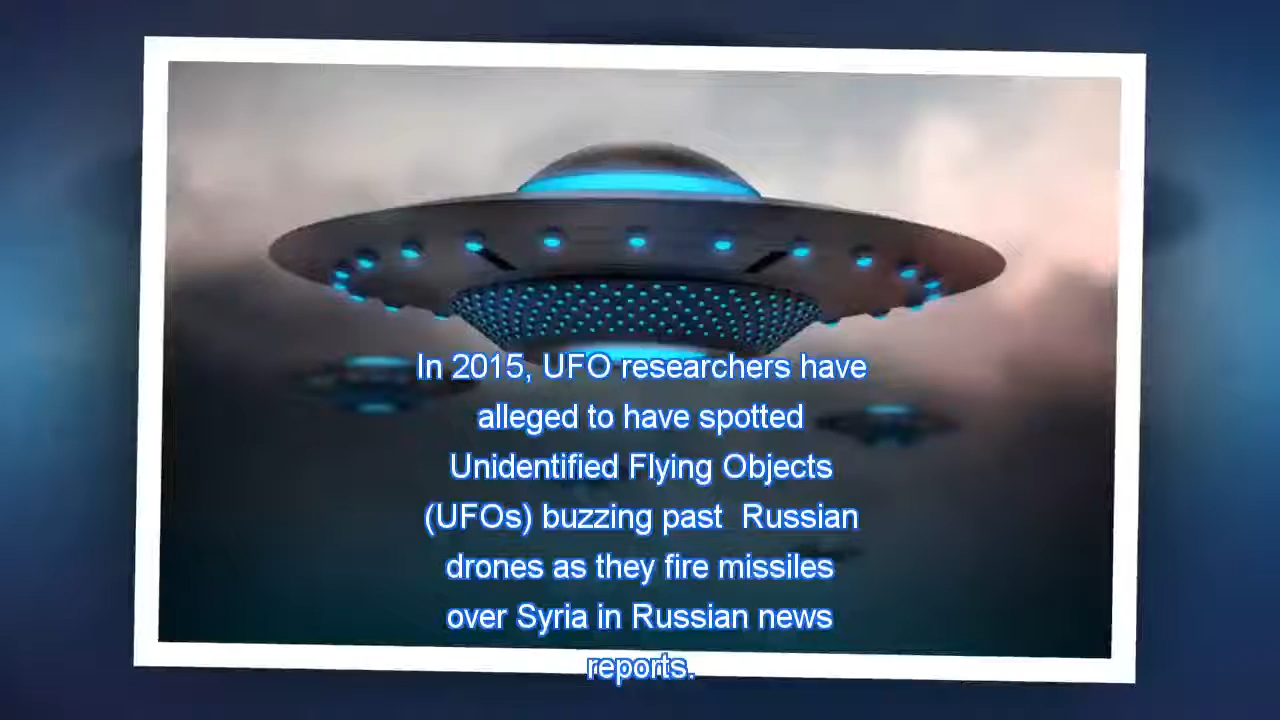 In 2015, UFO researchers have
alleged to have spotted
Unidentified Flying Objects
(UFOs) buzzing past  Russian
drones as they fire missiles
over Syria in Russian news
reports.